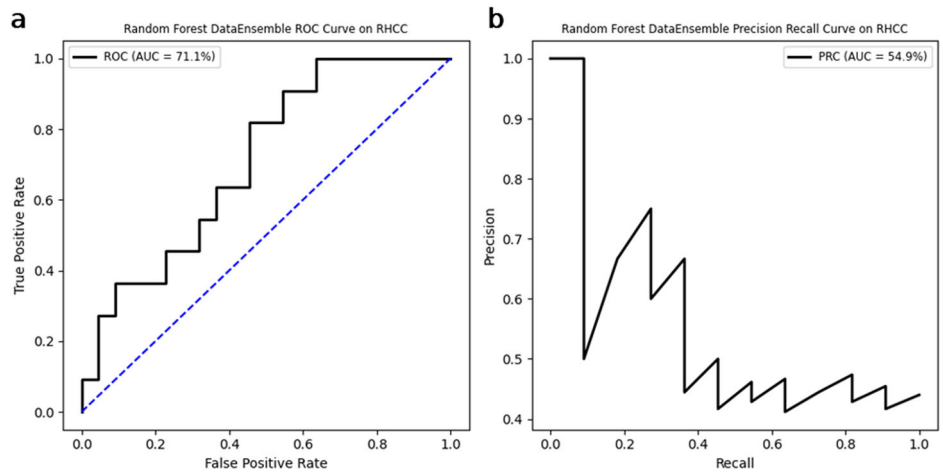 a
Random Forest DataEnsemble ROC Curve on RHCC
ROC (AUC = 71.1%)
1.0
0.8
0.6
0.4
0.2
0.0
True Positive Rate
0.0 0.2 0.4 0.6 0.8 1.0
False Positive Rate
b
Random Forest DataEnsemble Precision Recall Curve on RHCC
PRC (AUC = 54.9%)
1.0
0.9
0.8
0.7
0.6
0.5
0.4
Precision
0.0 0.2 0.4 0.6 0.8 1.0
Recall